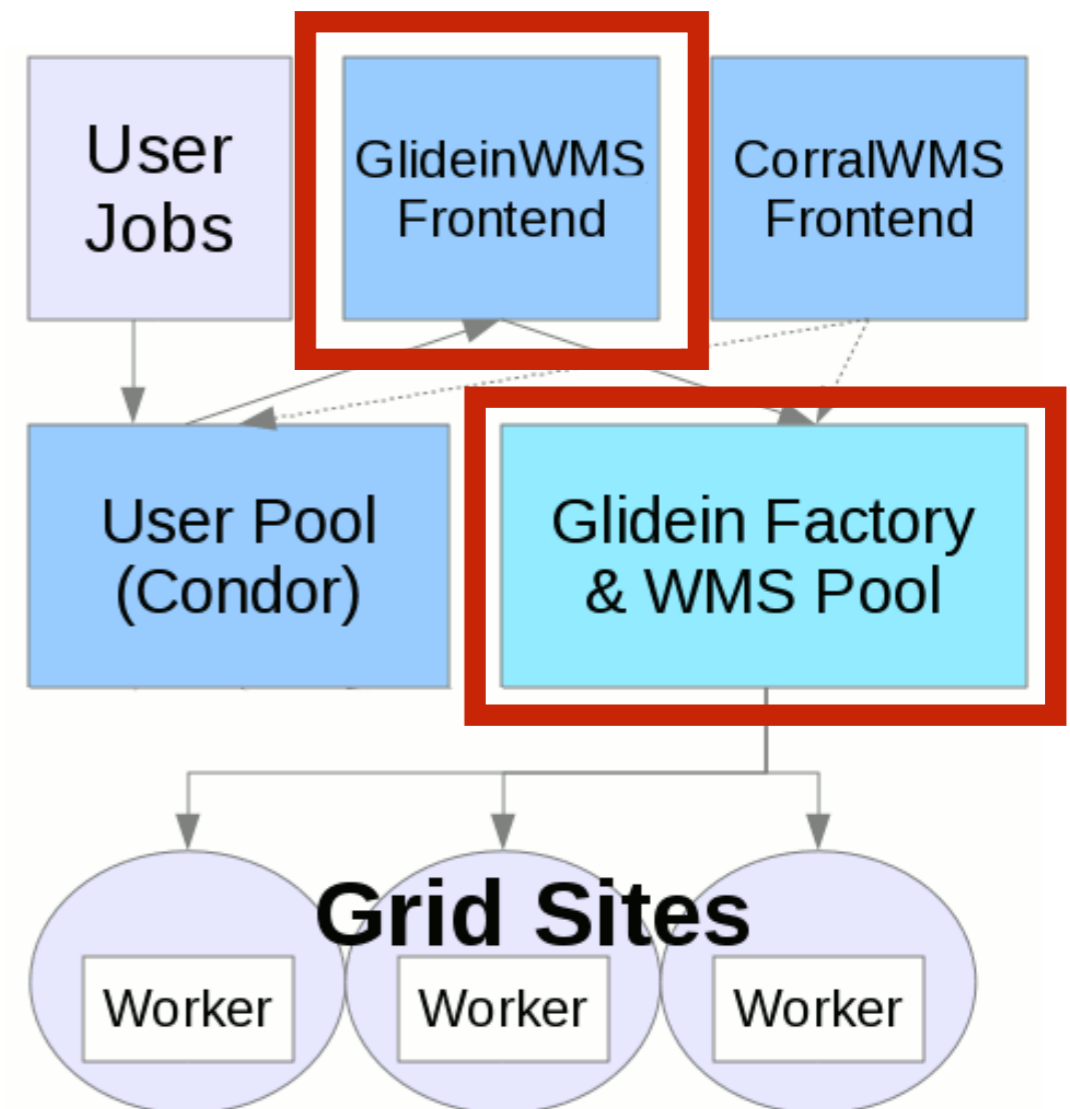 User
Jobs
GlideinWMS
Frontend
CorralWMS
Frontend
User Pool
(Condor)
Glidein Factory
& WMS Pool
Grid Sites
Worker
Worker
Worker